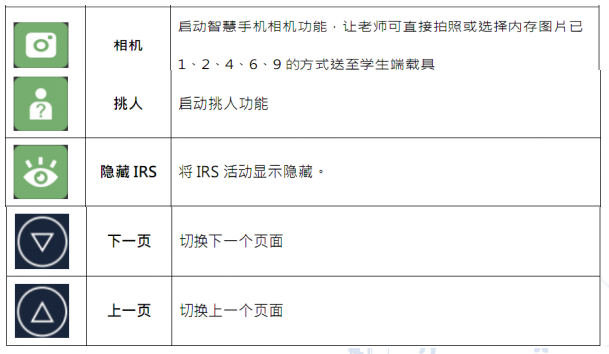 相机
启动智慧手机相机功能，让老师可直接拍照或选择内存图片已
1、2、4、6、9 的方式送至学生端载具
挑人
启动挑人功能
隐藏 IRS
将 IRS 活动显示隐藏。
下一页
切换下一个页面
上一页
切换上一个页面